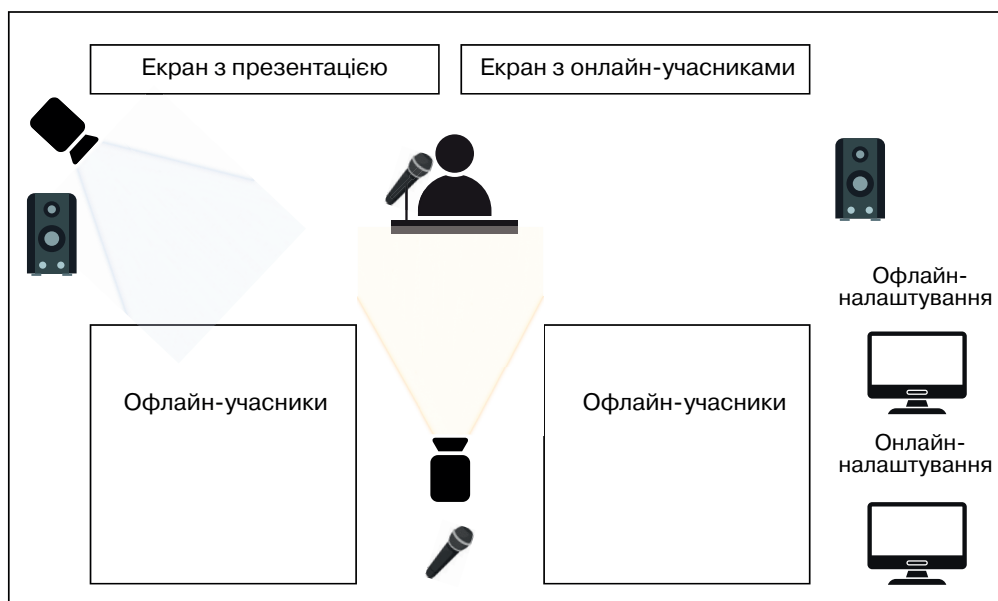 Екран з презентацією
Екран з онлайн-учасниками
Офлайн-
налаштування
Офлайн-учасники
Офлайн-учасники
Онлайн-
налаштування